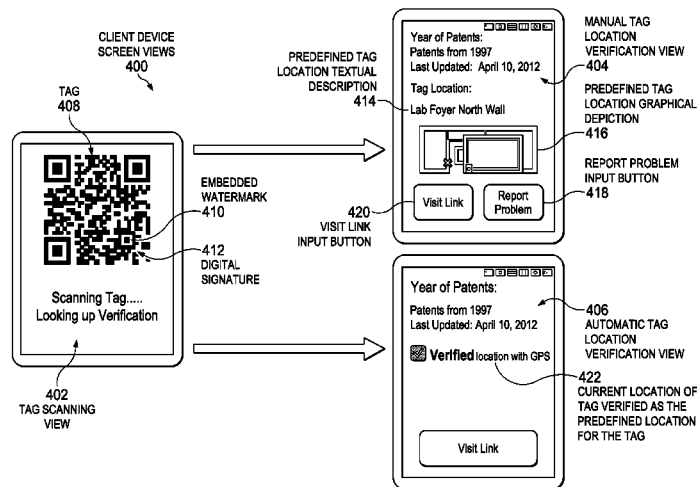 CLIENT DEVICE
SCREEN VIEWS
400
TAG
408
EMBEDDED
WATERMARK
410
412
DIGITAL
SIGNATURE
Scanning Tag.....
Looking up Verification
402
TAG SCANNING
VIEW
PREDEFINED TAG
LOCATION TEXTUAL
DESCRIPTION
414
Year of Patents:
Patents from 1997
Last Updated: April 10, 2012
Tag Location:
Lab Foyer North Wall
Visit Link
Report
Problem
420
VISIT LINK
INPUT BUTTON
MANUAL TAG
LOCATION
VERIFICATION VIEW
404
PREDEFINED TAG
LOCATION GRAPHICAL
DEPICTION
416
REPORT PROBLEM
INPUT BUTTON
418
Year of Patents:
Patents from 1997
Last Updated: April 10, 2012
Verified location with GPS
Visit Link
406
AUTOMATIC TAG
LOCATION
VERIFICATION VIEW
422
CURRENT LOCATION OF
TAG VERIFIED AS THE
PREDEFINED LOCATION
FOR THE TAG